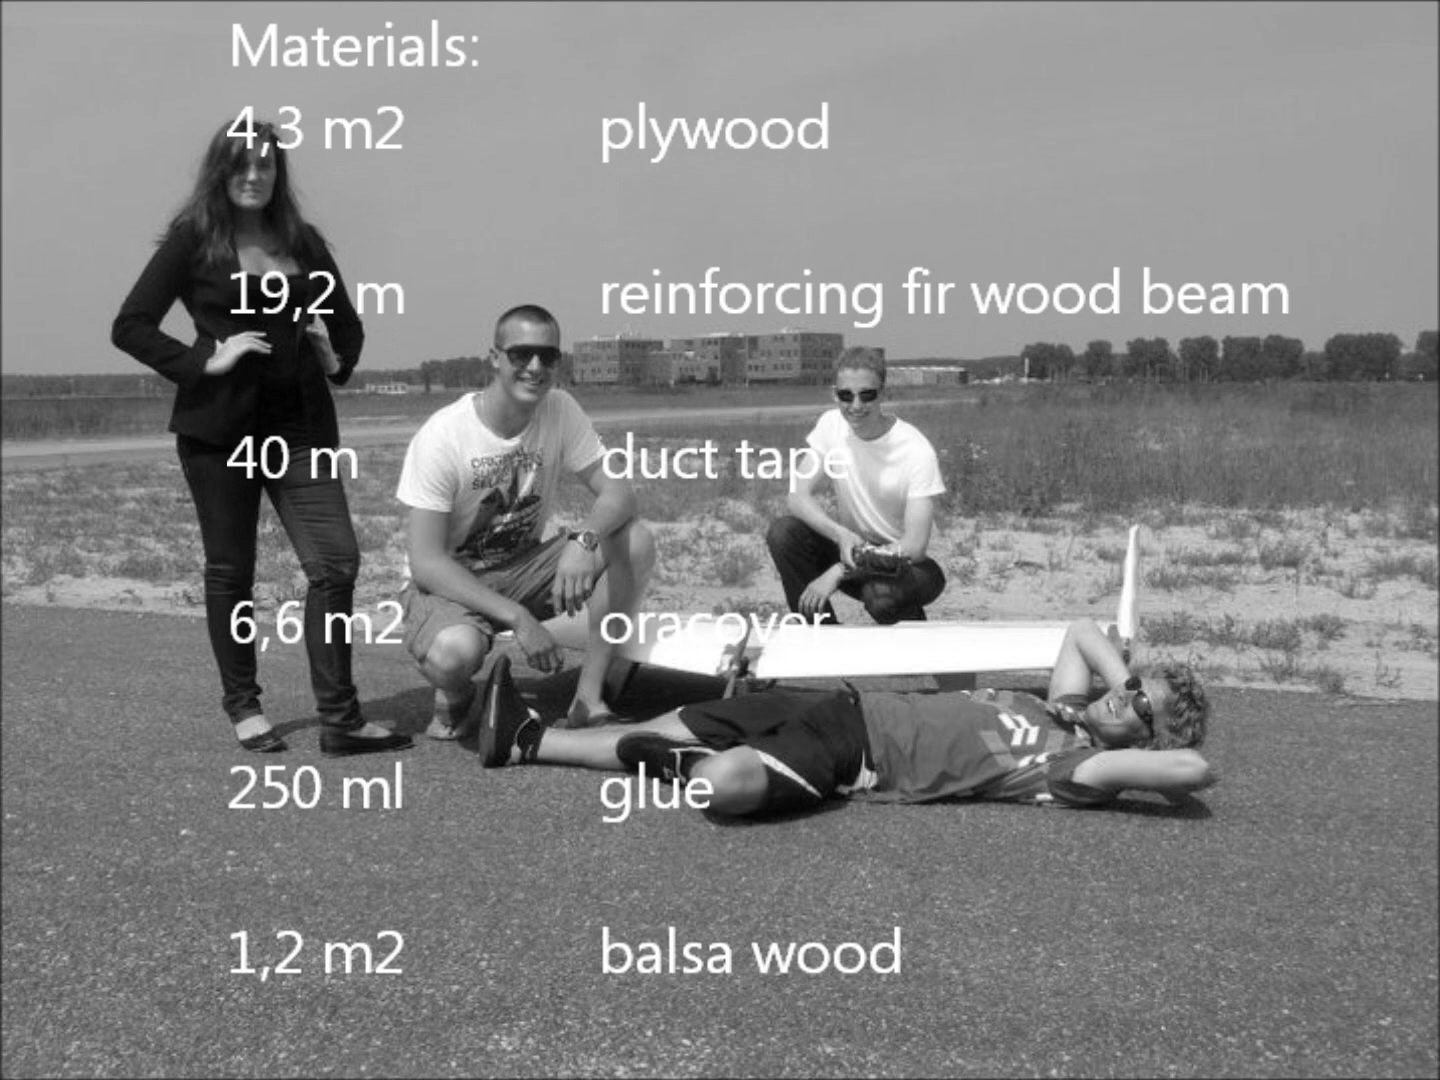 Materials:
4,3 m2 plywood
19,2 m reinforcing fir wood beam
40 m duct tape
6,6 m2 oracover
250 ml glue
1,2 m2 balsa wood